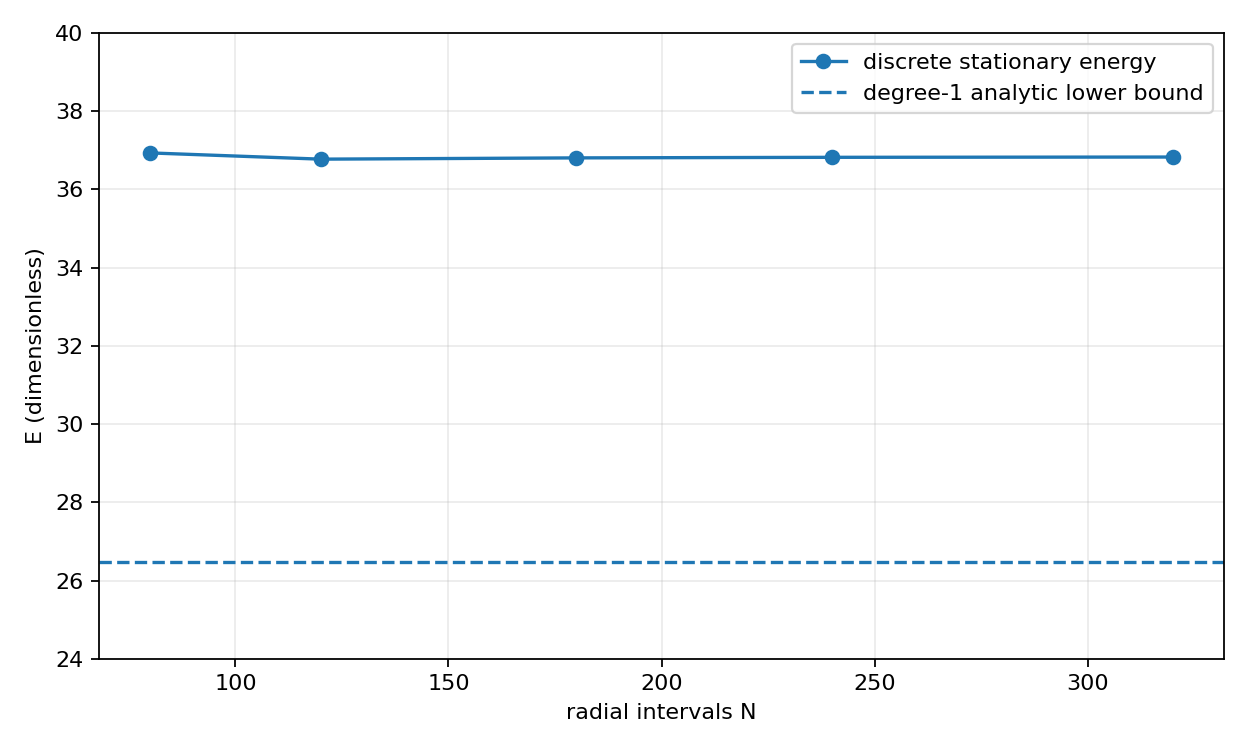 40
38
36
34
32
30
28
26
24
E (dimensionless)
discrete stationary energy
degree-1 analytic lower bound
100 150 200 250 300
radial intervals N